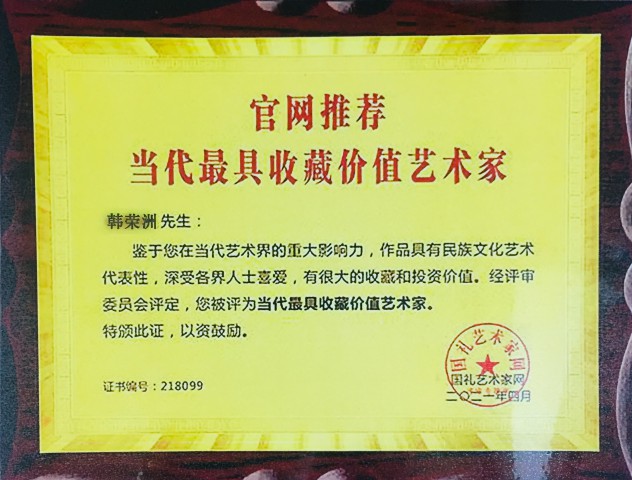 官网推荐
当代最具收藏价值艺术家
韩荣洲 先生：
鉴于您在当代艺术界的重大影响力，作品具有民族文化艺术
代表性，深受各界人士喜爱，有很大的收藏和投资价值。经评审
委员会评定，您被评为当代最具收藏价值艺术家。
特颁此证，以资鼓励。
国礼艺术家网
证书编号：218099
国礼艺术家网
二〇二一年四月